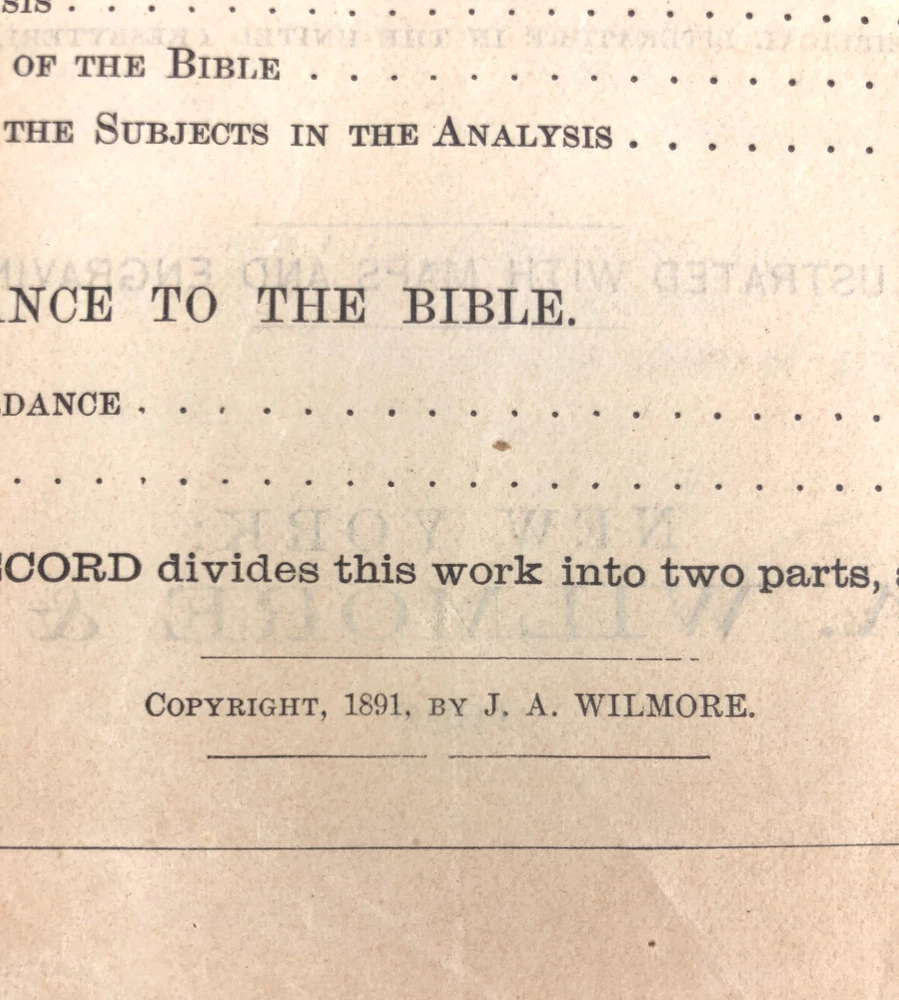 SIS . . . . . . . . . . . . . . . . . . . .
OF THE BIBLE . . . . . . . . . . . . . . .
THE SUBJECTS IN THE ANALYSIS . . . . . . .
NCE TO THE BIBLE.
DANCE . . . . . . . . . . . . . . . . . . .
. . . . . . . . . . . . . . . . . . . . . .
CORD divides this work into two parts,
COPYRIGHT, 1891, BY J. A. WILMORE.